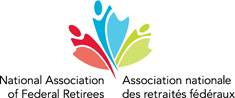 National Association
of Federal Retirees
Association nationale
des retraités fédéraux